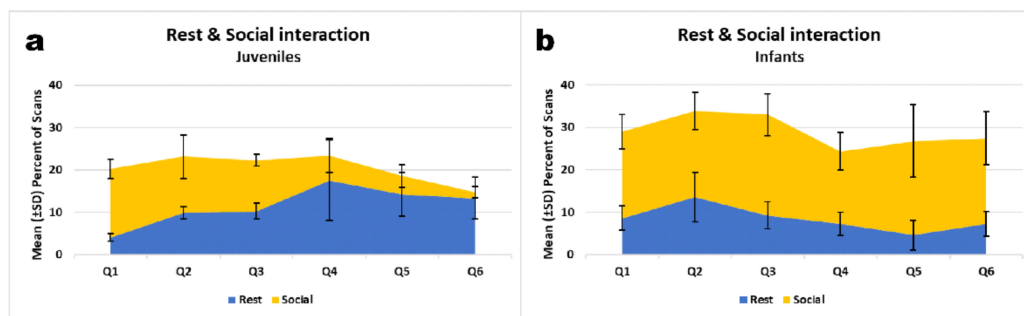 a
Rest & Social interaction
Juveniles
Mean (±SD) Percent of Scans
40
30
20
10
0
Q1 Q2 Q3 Q4 Q5 Q6
Rest Social
b
Rest & Social interaction
Infants
Mean (±SD) Percent of Scans
40
30
20
10
0
Q1 Q2 Q3 Q4 Q5 Q6
Rest Social